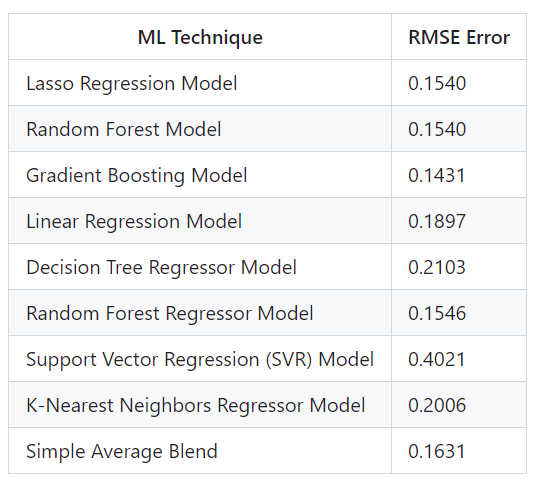 ML Technique RMSE Error
Lasso Regression Model 0.1540
Random Forest Model 0.1540
Gradient Boosting Model 0.1431
Linear Regression Model 0.1897
Decision Tree Regressor Model 0.2103
Random Forest Regressor Model 0.1546
Support Vector Regression (SVR) Model 0.4021
K-Nearest Neighbors Regressor Model 0.2006
Simple Average Blend 0.1631